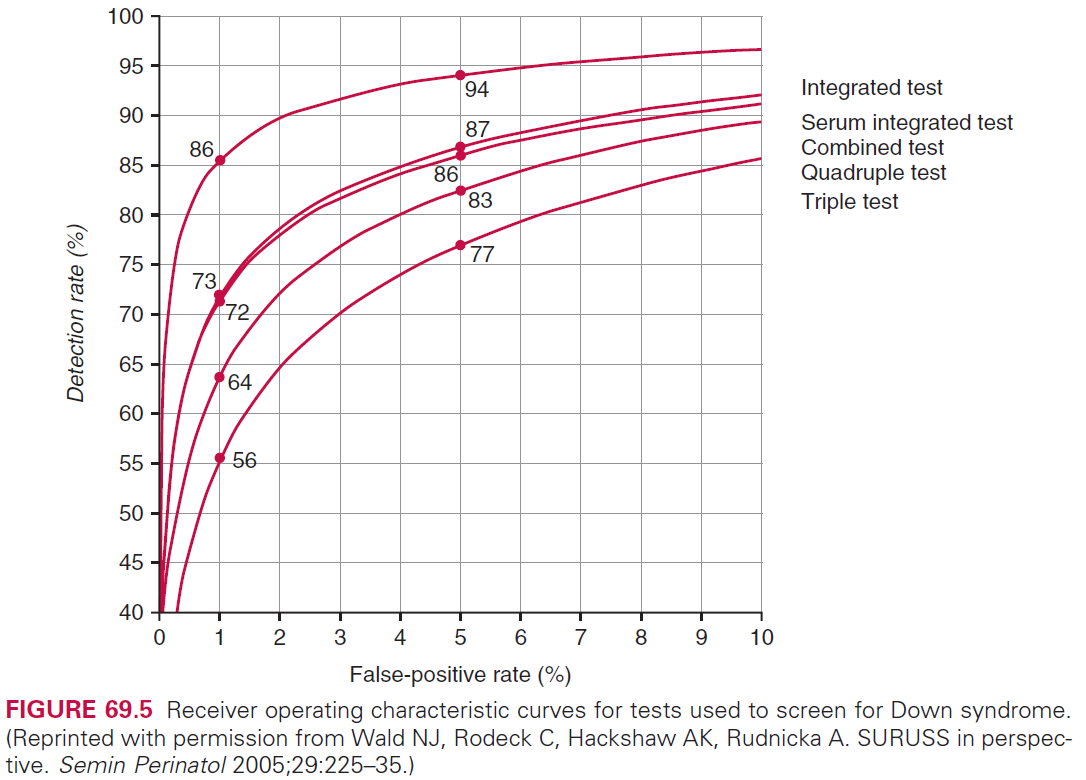 100
95
90
85
80
75
70
65
60
55
50
45
40
Detection rate (%)
86
94
87
86
83
77
73
72
64
56
0 1 2 3 4 5 6 7 8 9 10
False-positive rate (%)
Integrated test
Serum integrated test
Combined test
Quadruple test
Triple test
FIGURE 69.5 Receiver operating characteristic curves for tests used to screen for Down syndrome.
(Reprinted with permission from Wald NJ, Rodeck C, Hackshaw AK, Rudnicka A. SURUSS in perspec-
tive. Semin Perinatol 2005;29:225–35.)